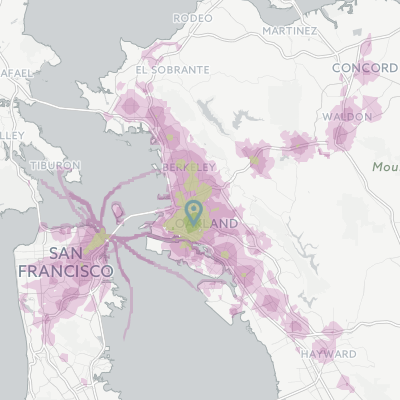 RODEO
MARTINEZ
EL SOBRANTE
CONCORD
AFAEL
WALDON
LLEY
TIBURON
BERKELEY
Mou
OAKLAND
SAN
FRANCISCO
HAYWARD